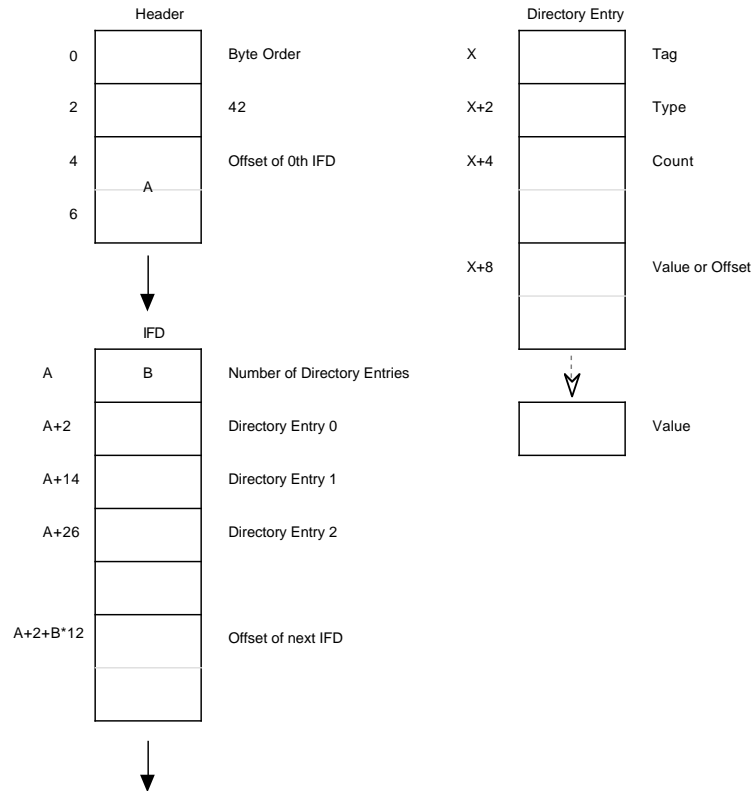 Header
0 Byte Order
2 42
4 Offset of 0th IFD
A
6
IFD
A B Number of Directory Entries
A+2 Directory Entry 0
A+14 Directory Entry 1
A+26 Directory Entry 2
A+2+B*12 Offset of next IFD
Directory Entry
X Tag
X+2 Type
X+4 Count
X+8 Value or Offset
Value